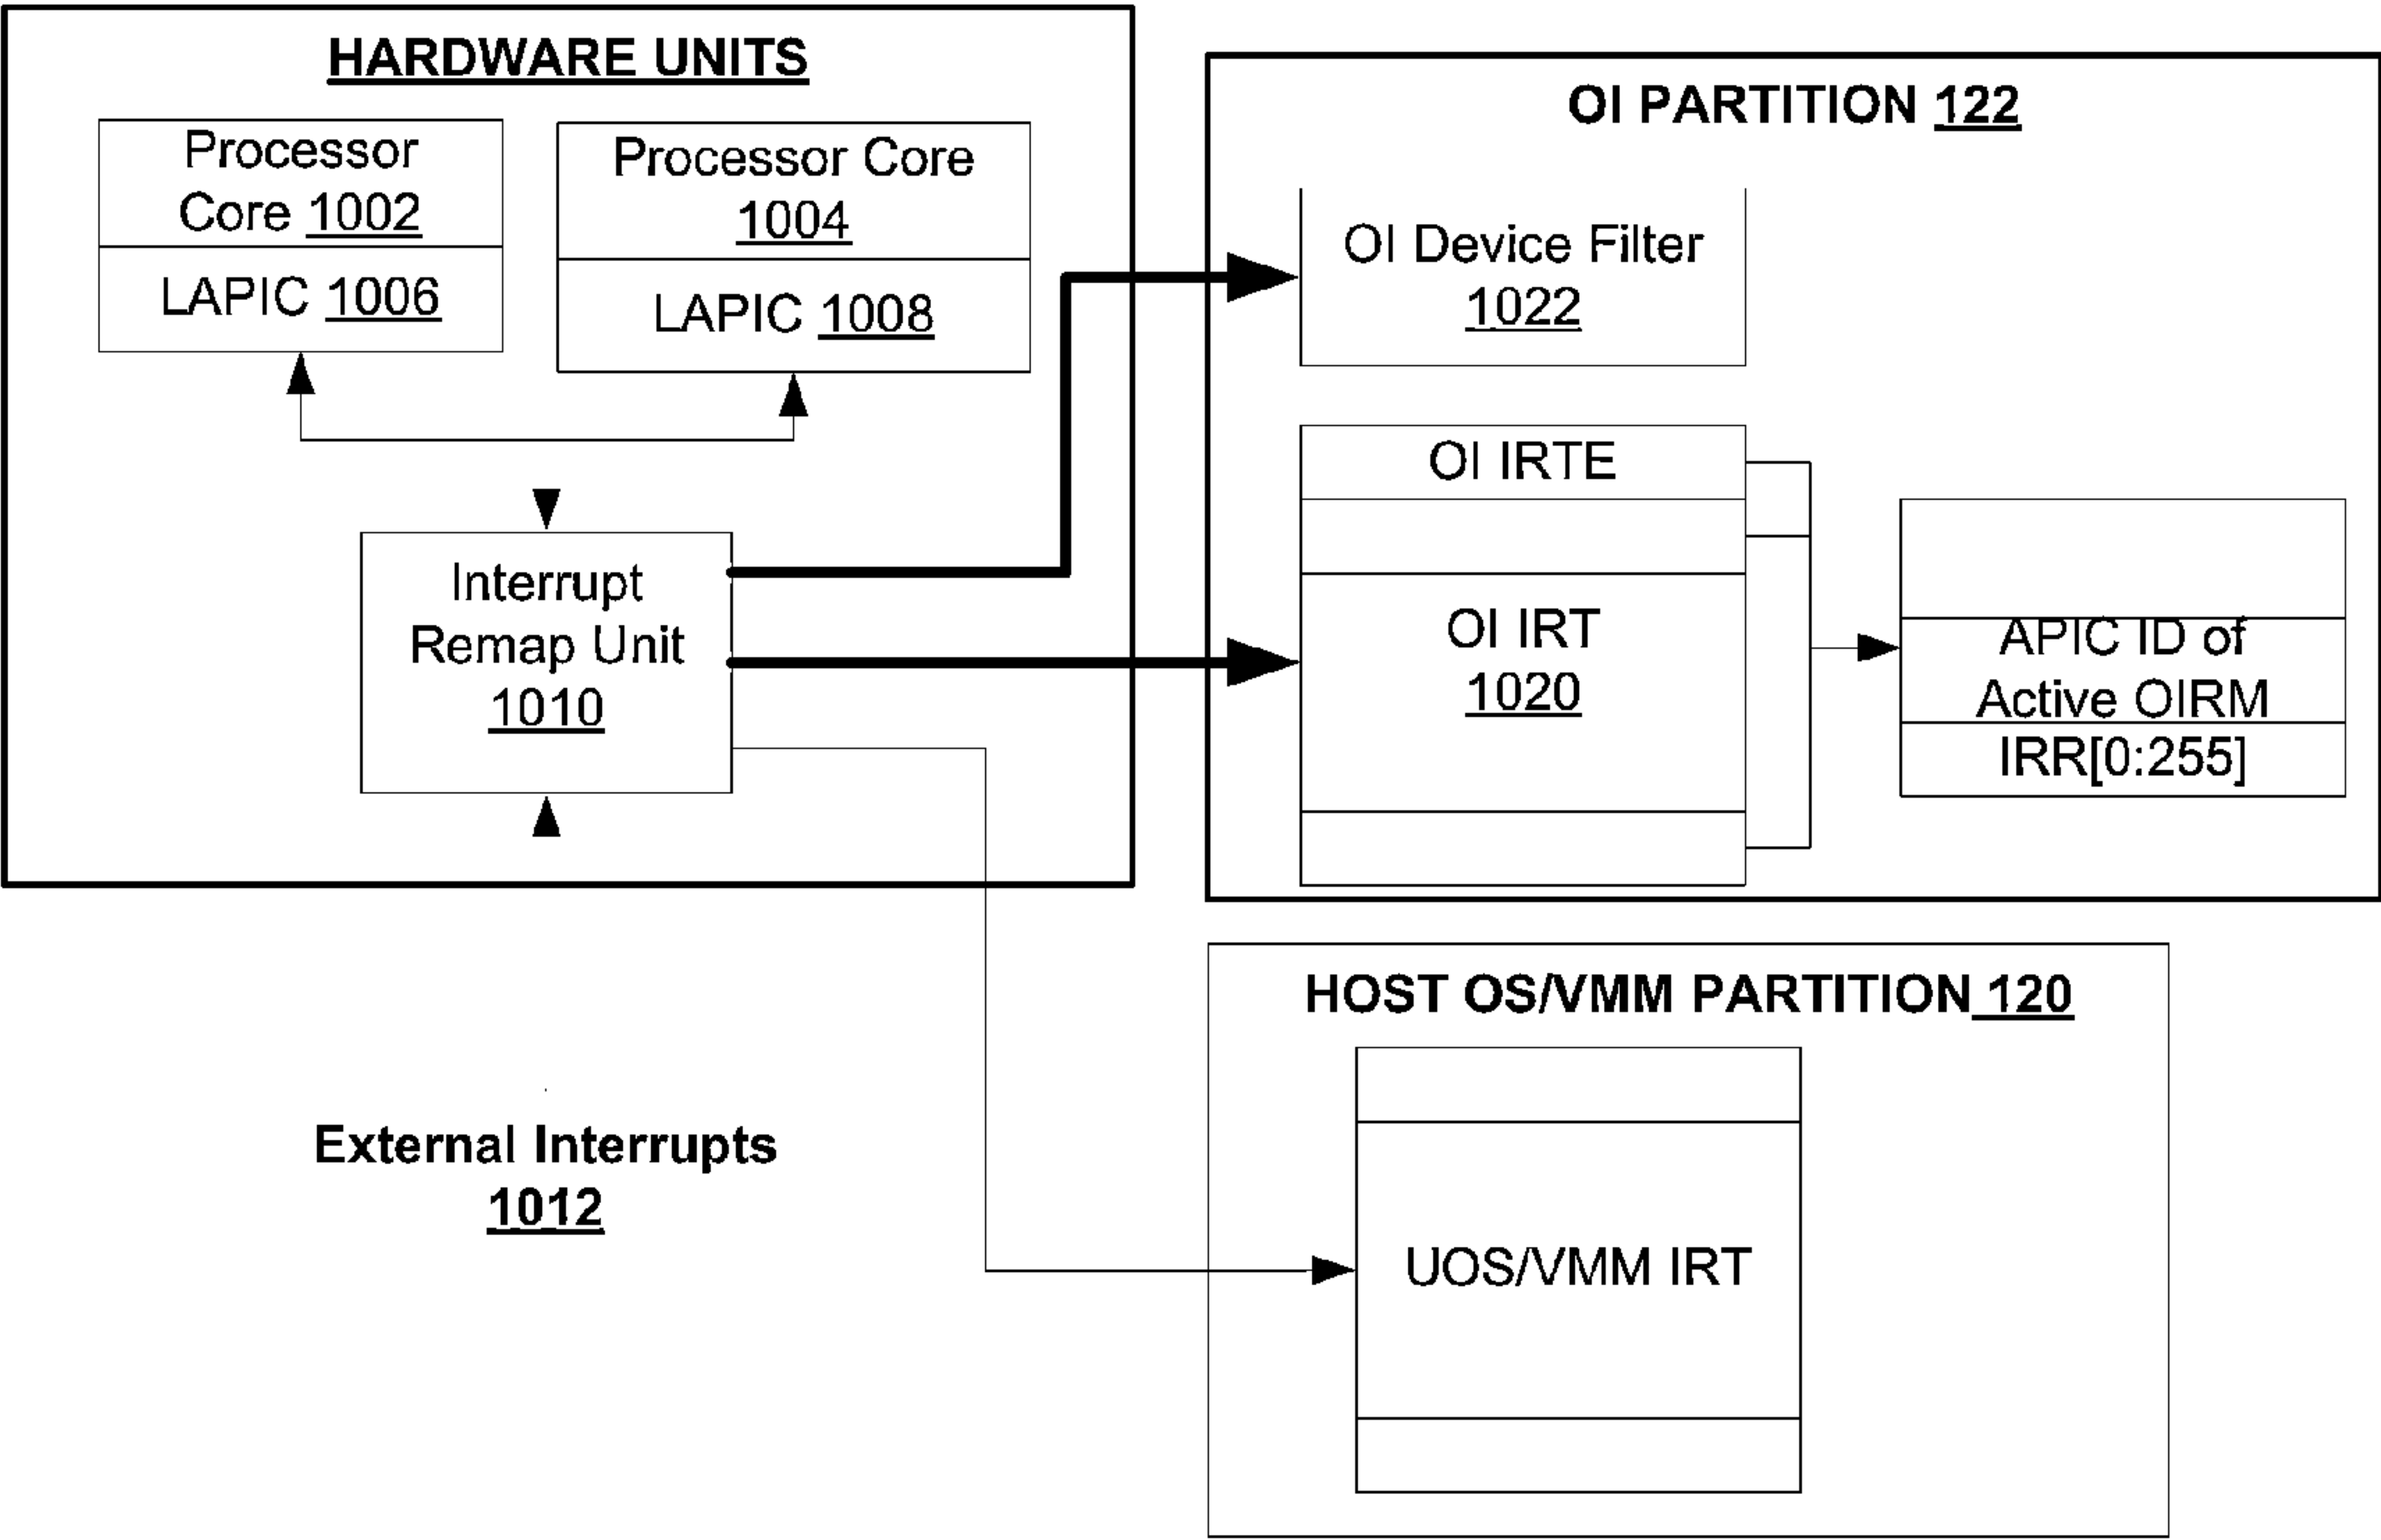 HARDWARE UNITS
Processor
Core 1002
LAPIC 1006
Processor Core
1004
LAPIC 1008
Interrupt
Remap Unit
1010
External Interrupts
1012
OI PARTITION 122
OI Device Filter
1022
OI IRTE
OI IRT
1020
APIC ID of
Active OIRM
IRR[0:255]
HOST OS/VMM PARTITION 120
UOS/VMM IRT